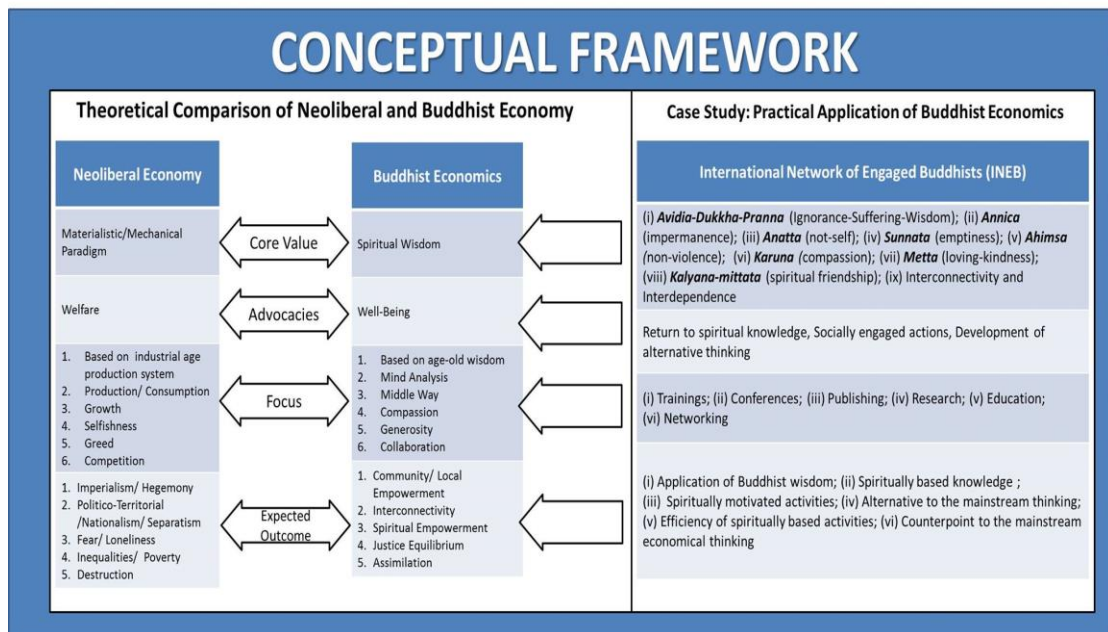 CONCEPTUAL FRAMEWORK
Theoretical Comparison of Neoliberal and Buddhist Economy
Neoliberal Economy
Buddhist Economics
Materialistic/Mechanical
Paradigm
Core Value
Spiritual Wisdom
Welfare
Advocacies
Well-Being
1. Based on industrial age
production system
2. Production/ Consumption
3. Growth
4. Selfishness
5. Greed
6. Competition
Focus
1. Based on age-old wisdom
2. Mind Analysis
3. Middle Way
4. Compassion
5. Generosity
6. Collaboration
1. Imperialism/ Hegemony
2. Politico-Territorial
/Nationalism/ Separatism
3. Fear/ Loneliness
4. Inequalities/ Poverty
5. Destruction
Expected
Outcome
1. Community/ Local
Empowerment
2. Interconnectivity
3. Spiritual Empowerment
4. Justice Equilibrium
5. Assimilation
Case Study: Practical Application of Buddhist Economics
International Network of Engaged Buddhists (INEB)
(i) Avidia-Dukkha-Pranna (Ignorance-Suffering-Wisdom); (ii) Annica
(impermanence); (iii) Anatta (not-self); (iv) Sunnata (emptiness); (v) Ahimsa
(non-violence); (vi) Karuna (compassion); (vii) Metta (loving-kindness);
(viii) Kalyana-mittata (spiritual friendship); (ix) Interconnectivity and
Interdependence
Return to spiritual knowledge, Socially engaged actions, Development of
alternative thinking
(i) Trainings; (ii) Conferences; (iii) Publishing; (iv) Research; (v) Education;
(vi) Networking
(i) Application of Buddhist wisdom; (ii) Spiritually based knowledge ;
(iii) Spiritually motivated activities; (iv) Alternative to the mainstream thinking;
(v) Efficiency of spiritually based activities; (vi) Counterpoint to the mainstream
economical thinking